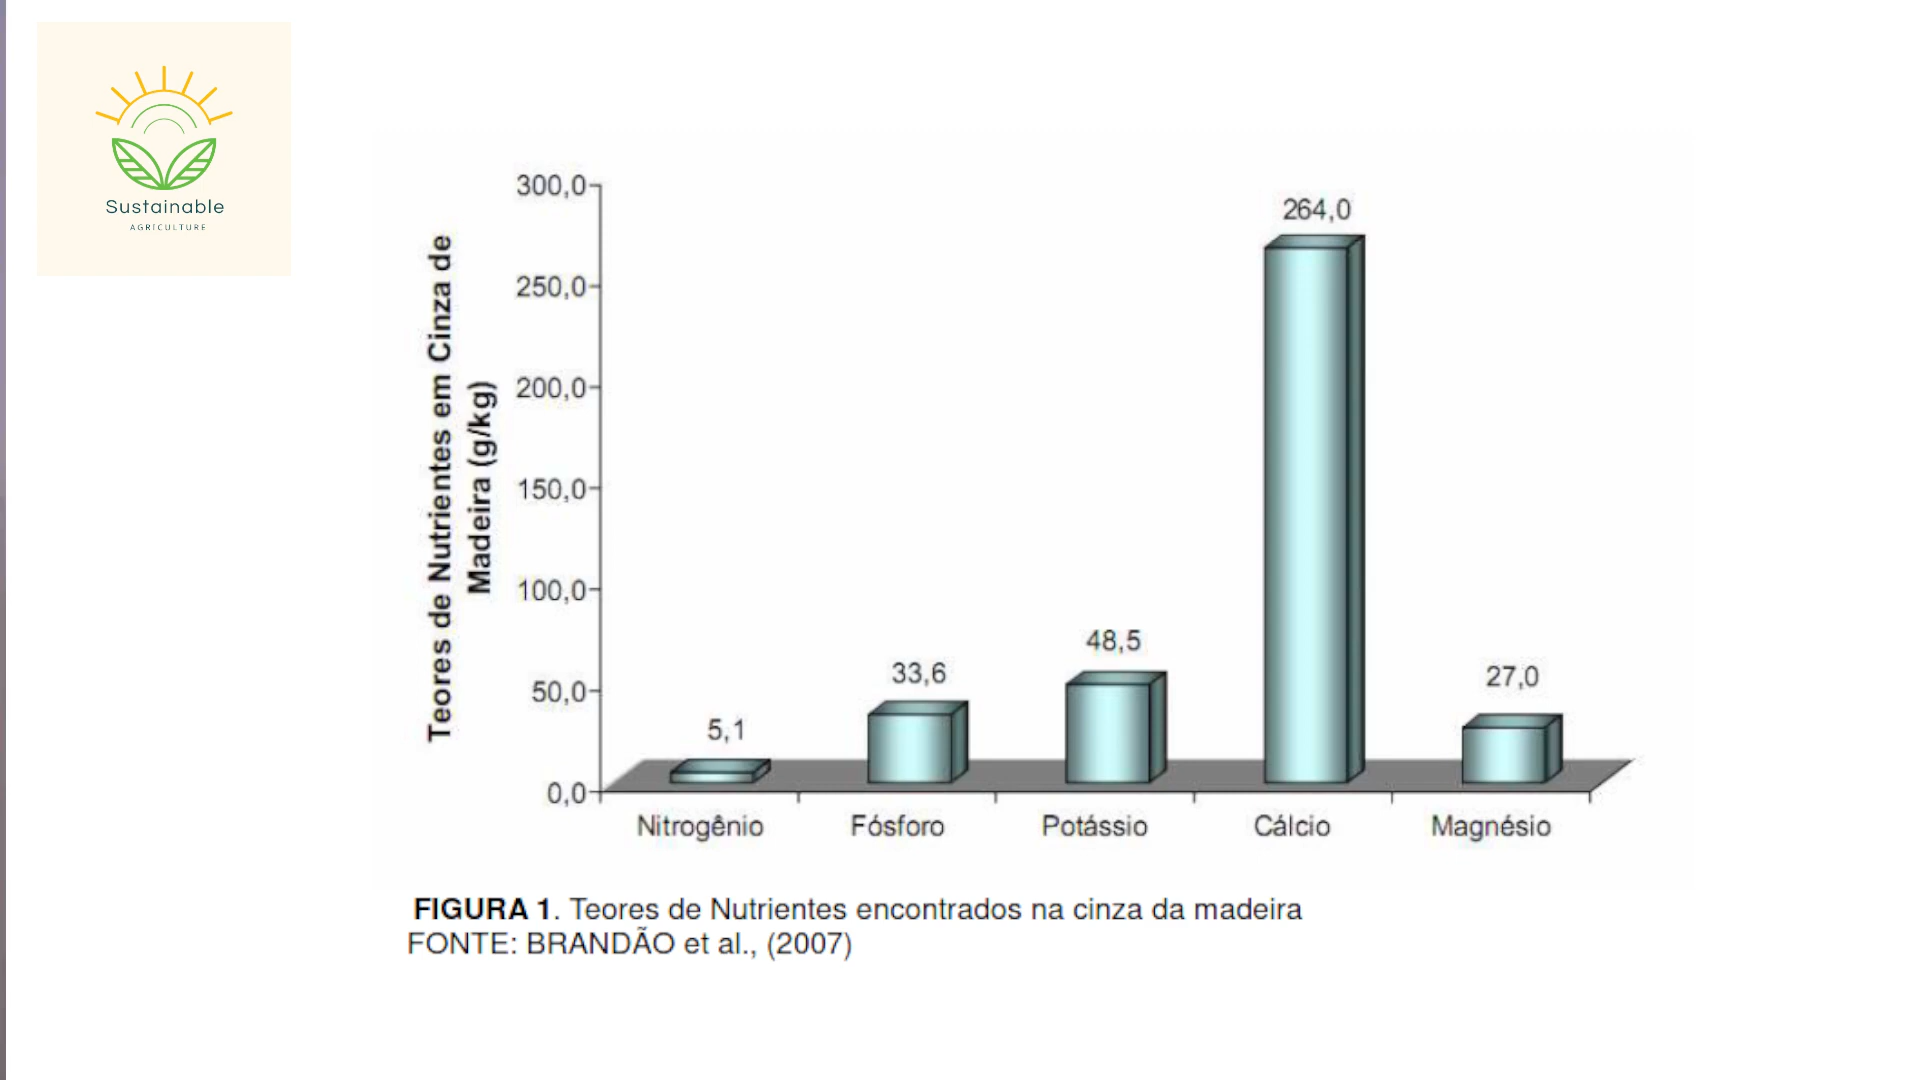 Sustainable
AGRICULTURE
Teores de Nutrientes em Cinza de
Madeira (g/kg)
300,0
250,0
200,0
150,0
100,0
50,0
0,0
5,1
33,6
48,5
264,0
27,0
Nitrogênio
Fósforo
Potássio
Cálcio
Magnésio
FIGURA 1. Teores de Nutrientes encontrados na cinza da madeira
FONTE: BRANDÃO et al., (2007)